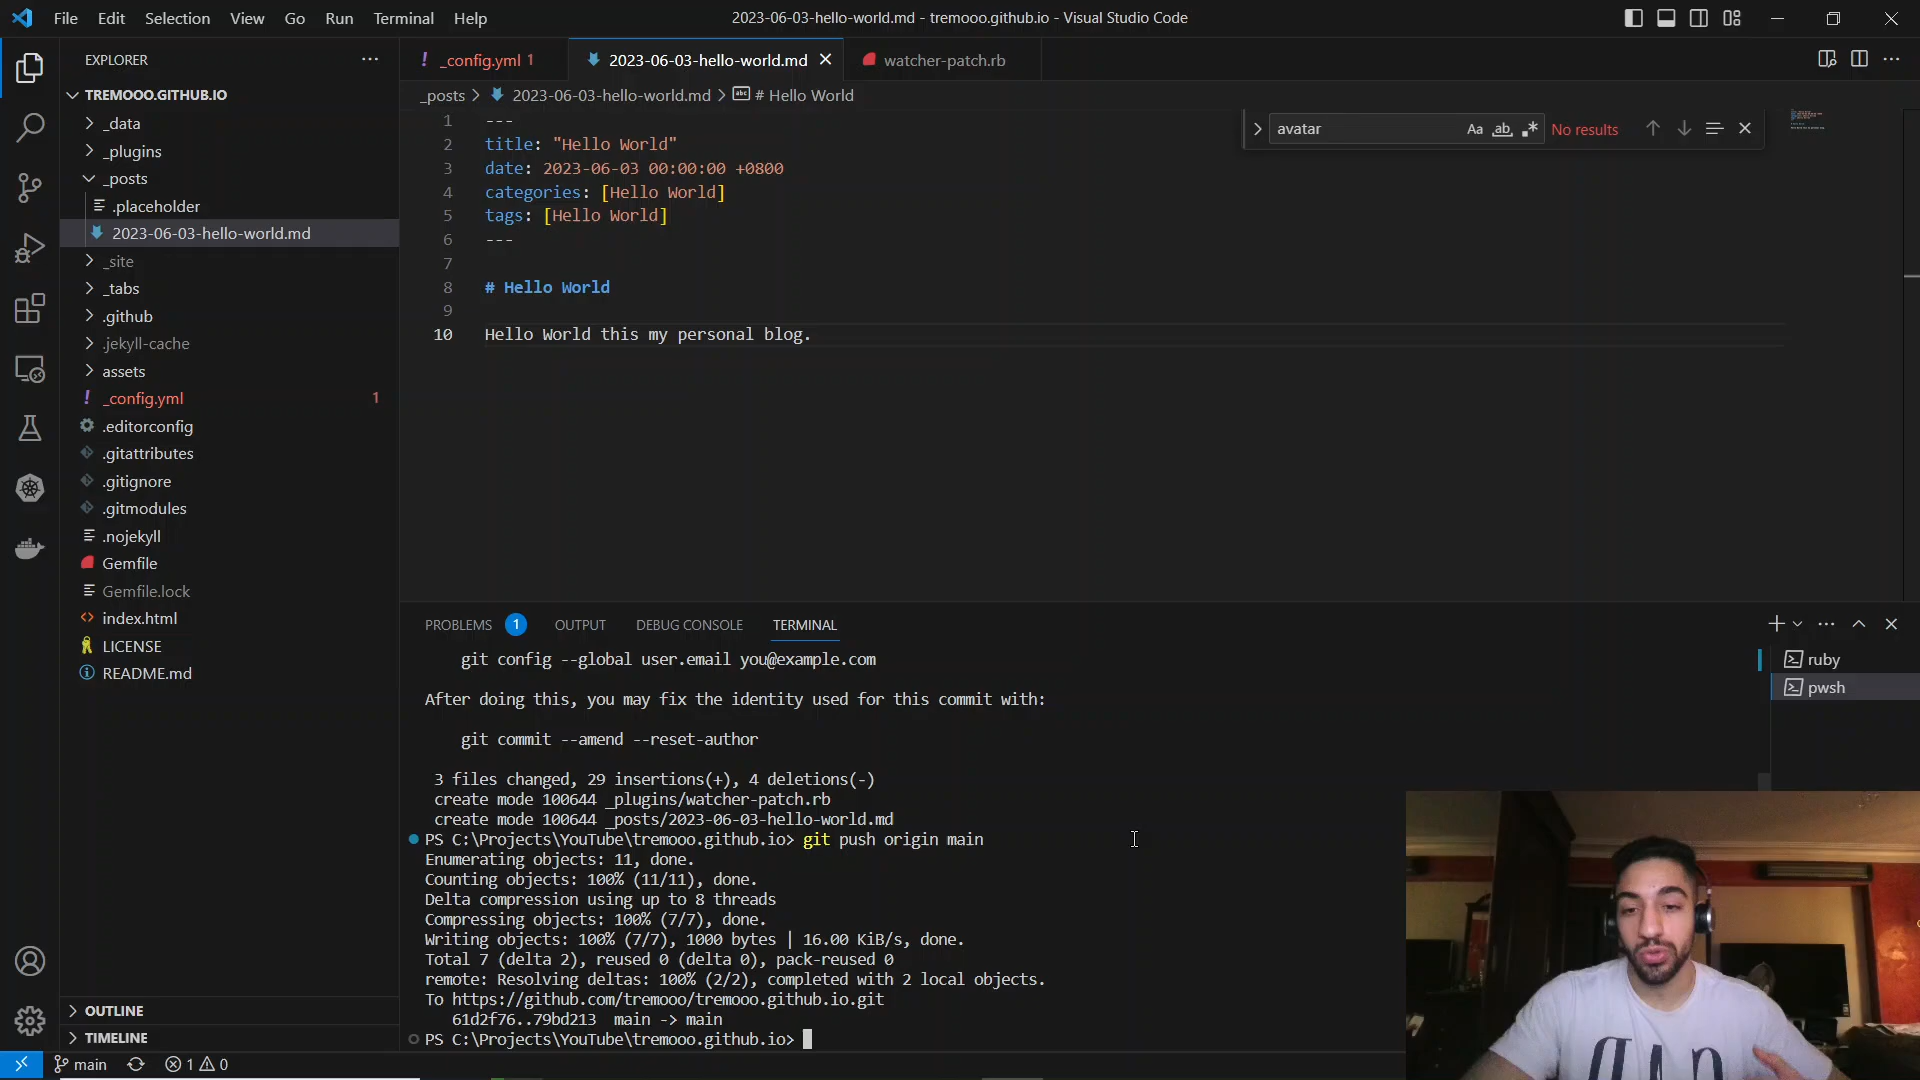 File Edit Selection View Go Run Terminal Help
2023-06-03-hello-world.md - tremooo.github.io - Visual Studio Code
EXPLORER
TREMOOO.GITHUB.IO
_data
_plugins
_posts
.placeholder
2023-06-03-hello-world.md
_site
_tabs
.github
.jekyll-cache
assets
_config.yml 1
.editorconfig
.gitattributes
.gitignore
.gitmodules
.nojekyll
Gemfile
Gemfile.lock
index.html
LICENSE
README.md
OUTLINE
TIMELINE
_config.yml 1
2023-06-03-hello-world.md
watcher-patch.rb
_posts > 2023-06-03-hello-world.md > # Hello World
avatar Aa ab No results
1 ---
2 title: "Hello World"
3 date: 2023-06-03 00:00:00 +0800
4 categories: [Hello World]
5 tags: [Hello World]
6 ---
7
8 # Hello World
9
10 Hello World this my personal blog.
PROBLEMS 1 OUTPUT DEBUG CONSOLE TERMINAL
ruby
pwsh
git config --global user.email you@example.com
After doing this, you may fix the identity used for this commit with:
git commit --amend --reset-author
3 files changed, 29 insertions(+), 4 deletions(-)
create mode 100644 _plugins/watcher-patch.rb
create mode 100644 _posts/2023-06-03-hello-world.md
PS C:\Projects\YouTube\tremooo.github.io> git push origin main
Enumerating objects: 11, done.
Counting objects: 100% (11/11), done.
Delta compression using up to 8 threads
Compressing objects: 100% (7/7), done.
Writing objects: 100% (7/7), 1000 bytes | 16.00 KiB/s, done.
Total 7 (delta 2), reused 0 (delta 0), pack-reused 0
remote: Resolving deltas: 100% (2/2), completed with 2 local objects.
To https://github.com/tremooo/tremooo.github.io.git
61d2f76..79bd213 main -> main
PS C:\Projects\YouTube\tremooo.github.io>
main 1 0